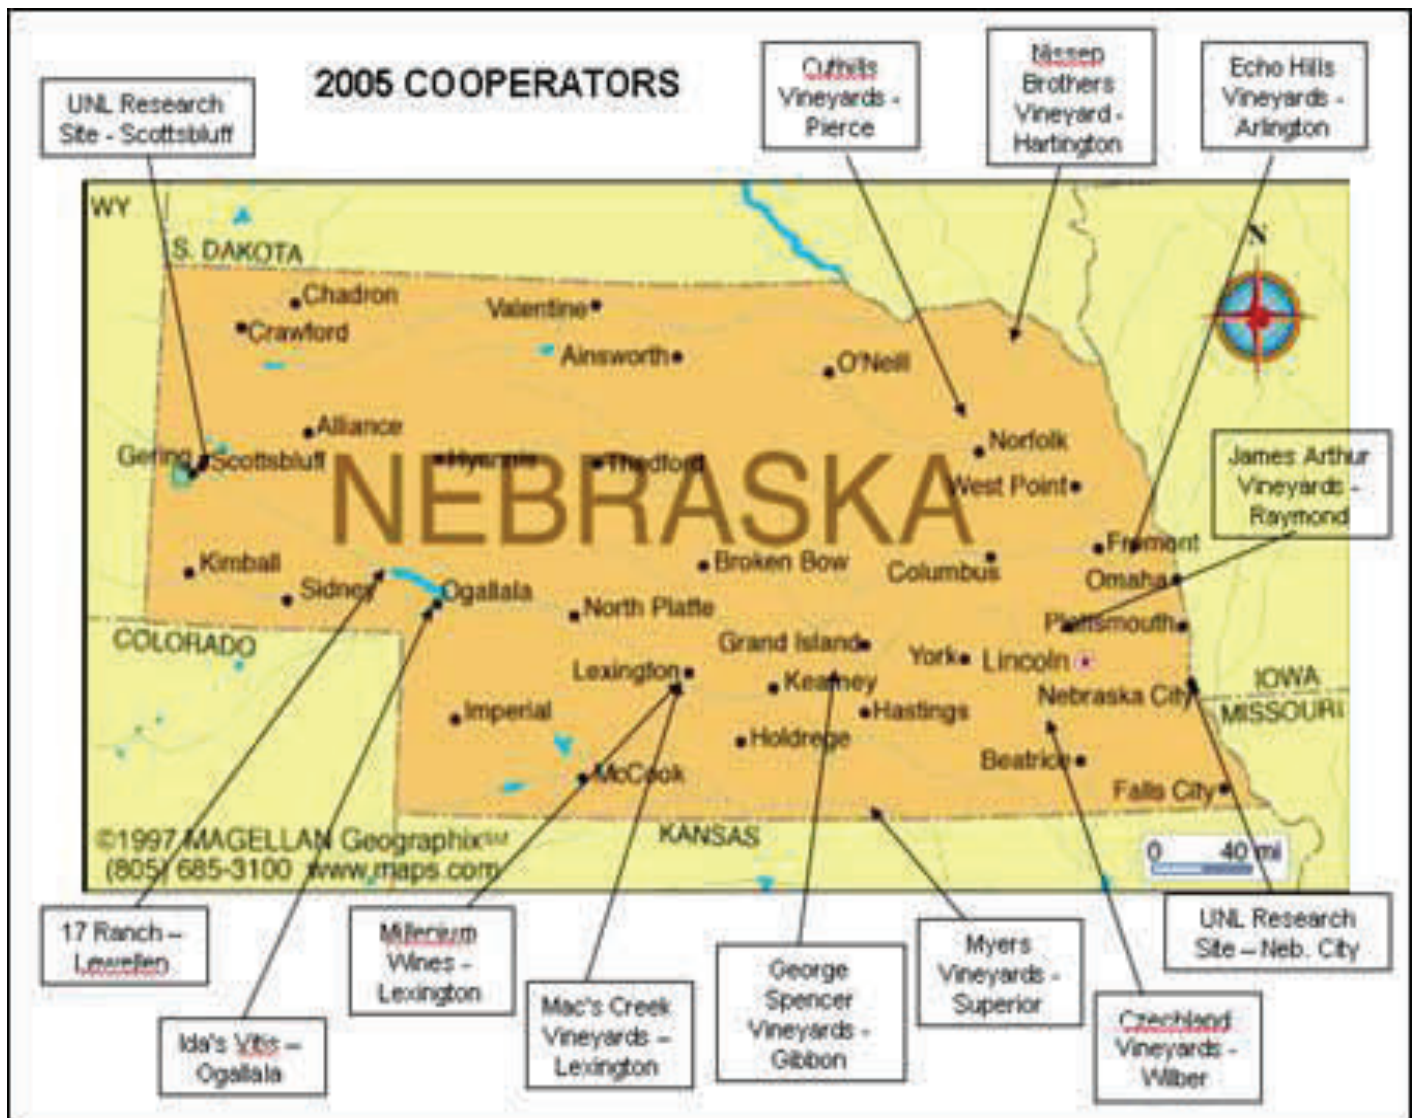 2005 COOPERATORS
UNL Research
Site - Scottsbluff
Cuthills
Vineyards -
Pierce
Nissen
Brothers
Vineyard -
Hartington
Echo Hills
Vineyards -
Arlington
WY
S. DAKOTA
N
Chadron
Valentine
Crawford
Ainsworth
O'Neill
Alliance
Norfolk
Gering
Scottsbluff
Hyannis
Thedford
NEBRASKA
West Point
James Arthur
Vineyards -
Raymond
Kimball
Broken Bow
Columbus
Fremont
Omaha
Sidney
Ogallala
North Platte
Plattsmouth
COLORADO
Grand Island
York
Lincoln
Lexington
Kearney
Nebraska City
IOWA
MISSOURI
Imperial
Hastings
Holdrege
Beatrice
McCook
Falls City
©1997 MAGELLAN Geographix℠
(805) 685-3100 www.maps.com
KANSAS
0 40 mi
17 Ranch –
Lewellen
Millenium
Wines -
Lexington
Ida's Vitis –
Ogallala
Mac's Creek
Vineyards –
Lexington
George
Spencer
Vineyards -
Gibbon
Myers
Vineyards -
Superior
Czechland
Vineyards -
Wilber
UNL Research
Site – Neb. City